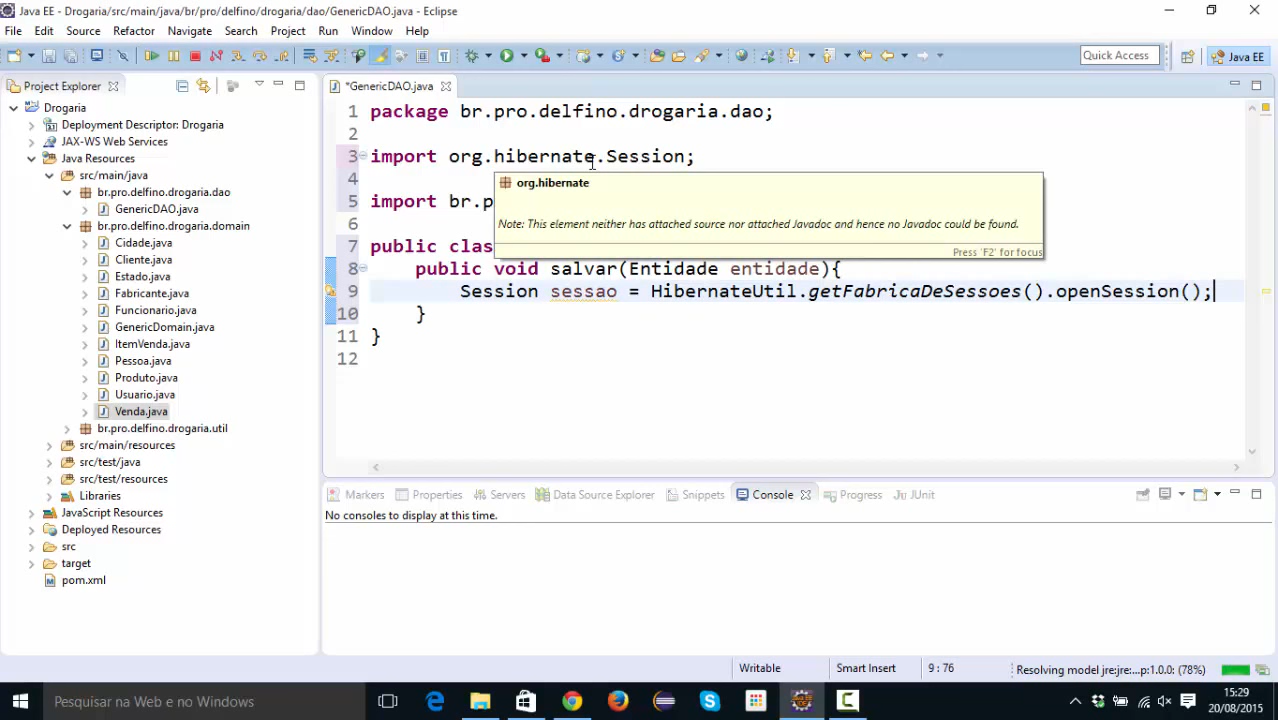 Java EE - Drogaria/src/main/java/br/pro/delfino/drogaria/dao/GenericDAO.java - Eclipse
File Edit Source Refactor Navigate Search Project Run Window Help
Quick Access
Java EE
Project Explorer
Drogaria
Deployment Descriptor: Drogaria
JAX-WS Web Services
Java Resources
src/main/java
br.pro.delfino.drogaria.dao
GenericDAO.java
br.pro.delfino.drogaria.domain
Cidade.java
Cliente.java
Estado.java
Fabricante.java
Funcionario.java
GenericDomain.java
ItemVenda.java
Pessoa.java
Produto.java
Usuario.java
Venda.java
br.pro.delfino.drogaria.util
src/main/resources
src/test/java
src/test/resources
Libraries
JavaScript Resources
Deployed Resources
src
target
pom.xml
*GenericDAO.java
1 package br.pro.delfino.drogaria.dao;
2
3 import org.hibernate.Session;
4
5 import br.p
6
7 public clas
8 public void salvar(Entidade entidade){
9 Session sessao = HibernateUtil.getFabricaDeSessoes().openSession();
10 }
11 }
12
org.hibernate
Note: This element neither has attached source nor attached Javadoc and hence no Javadoc could be found.
Press 'F2' for focus
Markers Properties Servers Data Source Explorer Snippets Console Progress JUnit
No consoles to display at this time.
Writable Smart Insert 9 : 76 Resolving model jre:jre:...p:1.0.0: (78%)
Pesquisar na Web e no Windows
15:29
20/08/2015